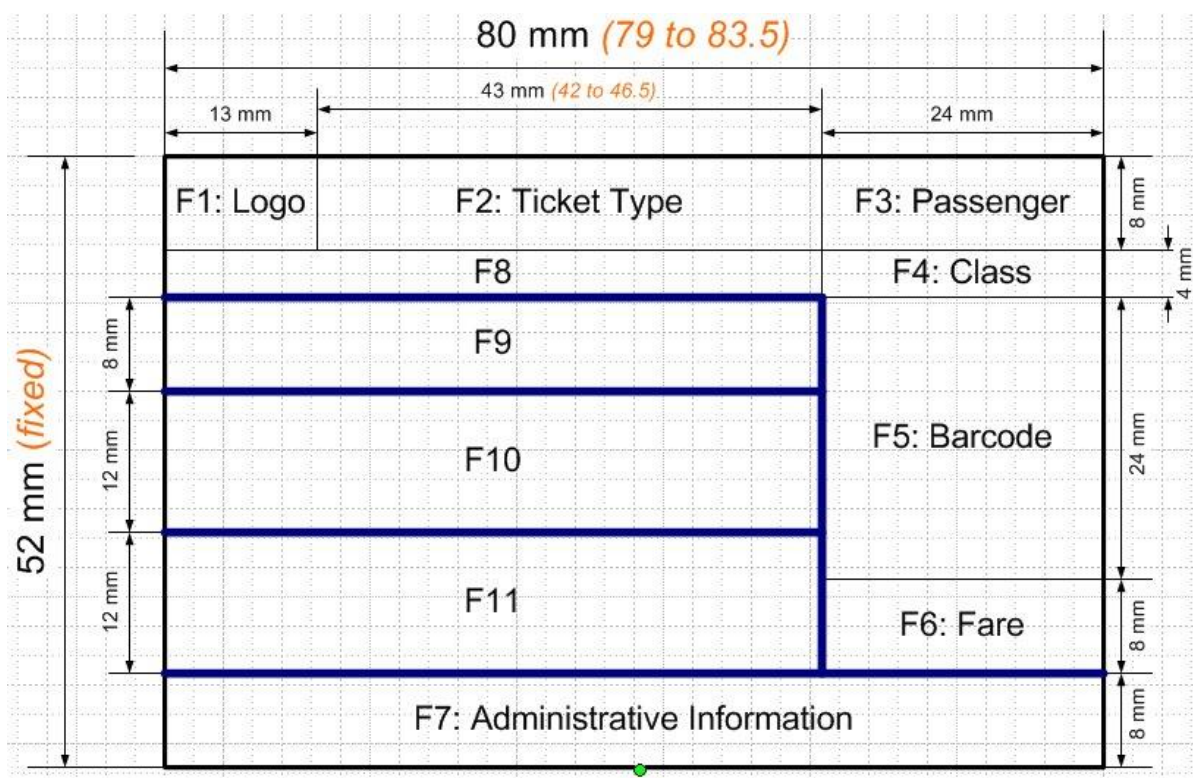 80 mm (79 to 83.5)
43 mm (42 to 46.5)
13 mm
24 mm
F1: Logo
F2: Ticket Type
F3: Passenger
8 mm
F8
F4: Class
4 mm
8 mm
F9
52 mm (fixed)
12 mm
F10
F5: Barcode
24 mm
12 mm
F11
F6: Fare
8 mm
F7: Administrative Information
8 mm